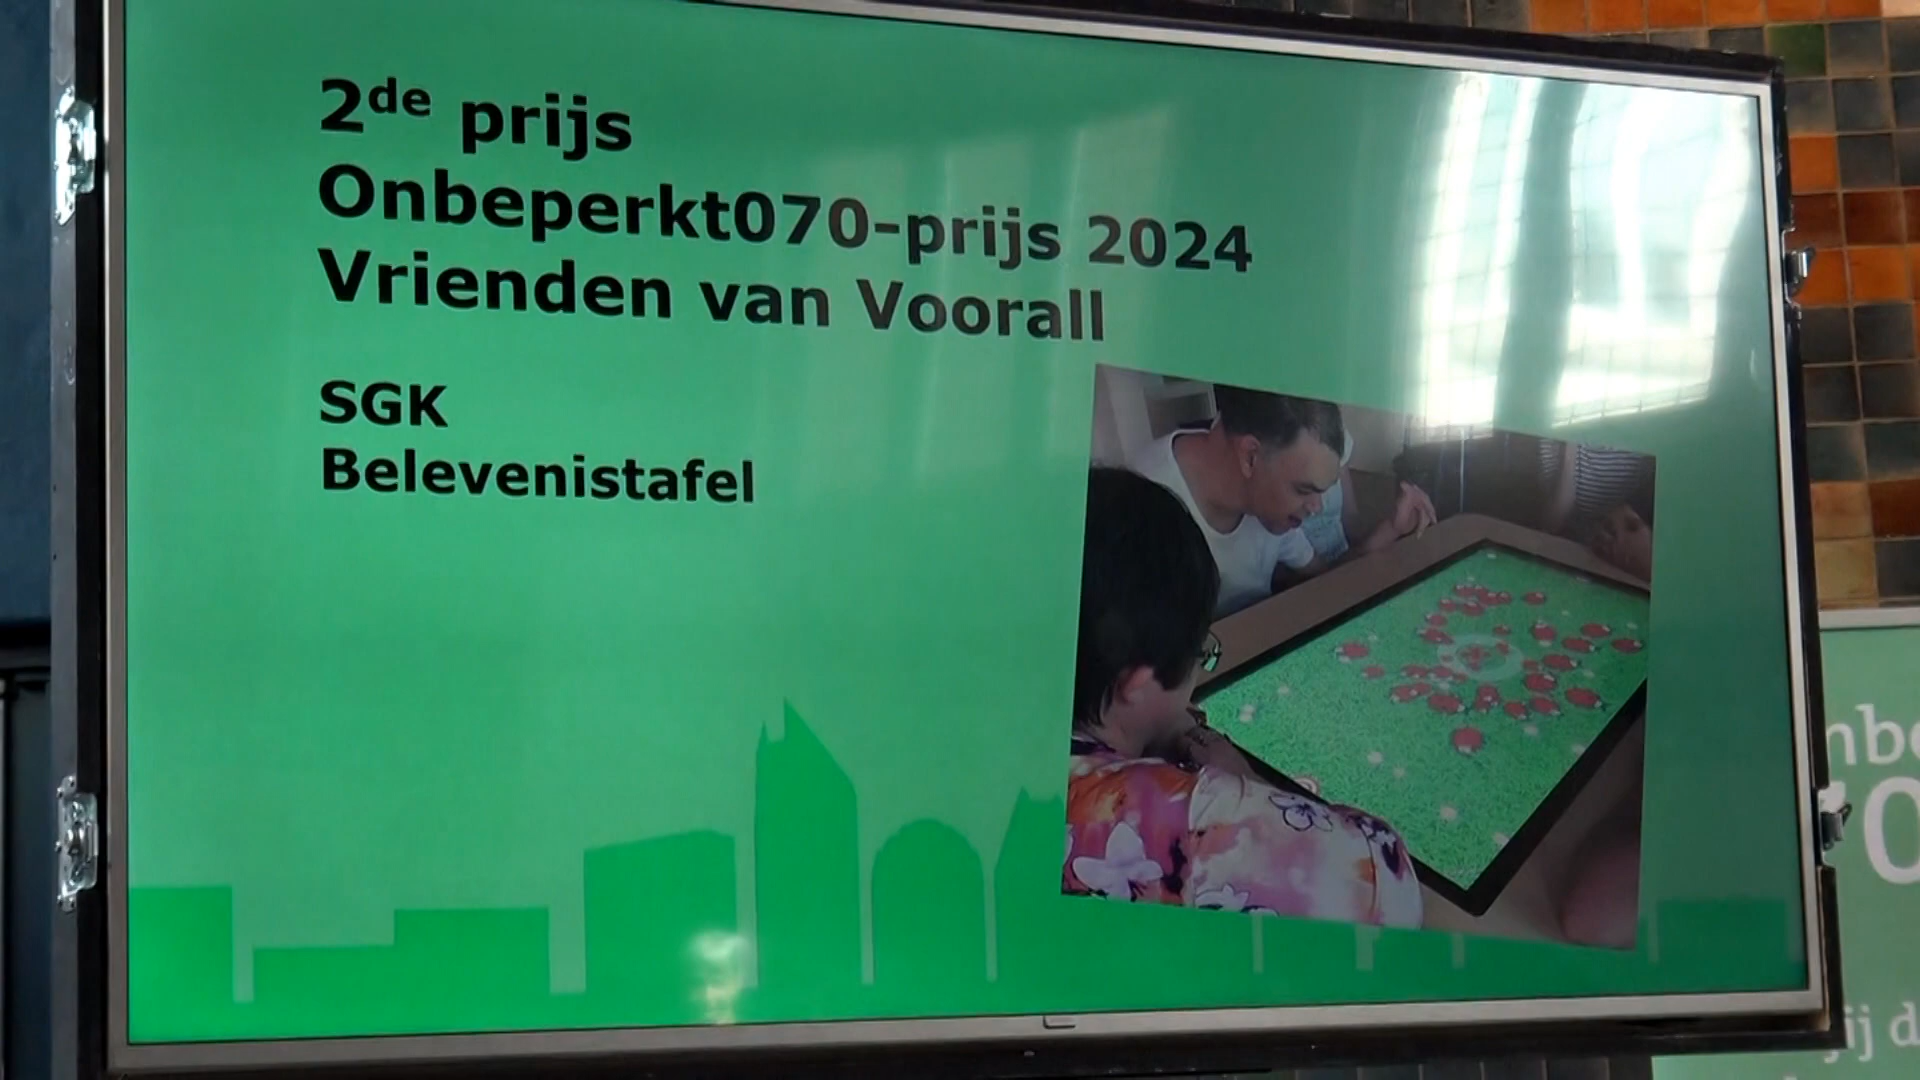 2de prijs
Onbeperkt070-prijs 2024
Vrienden van Voorall
SGK
Belevenistafel